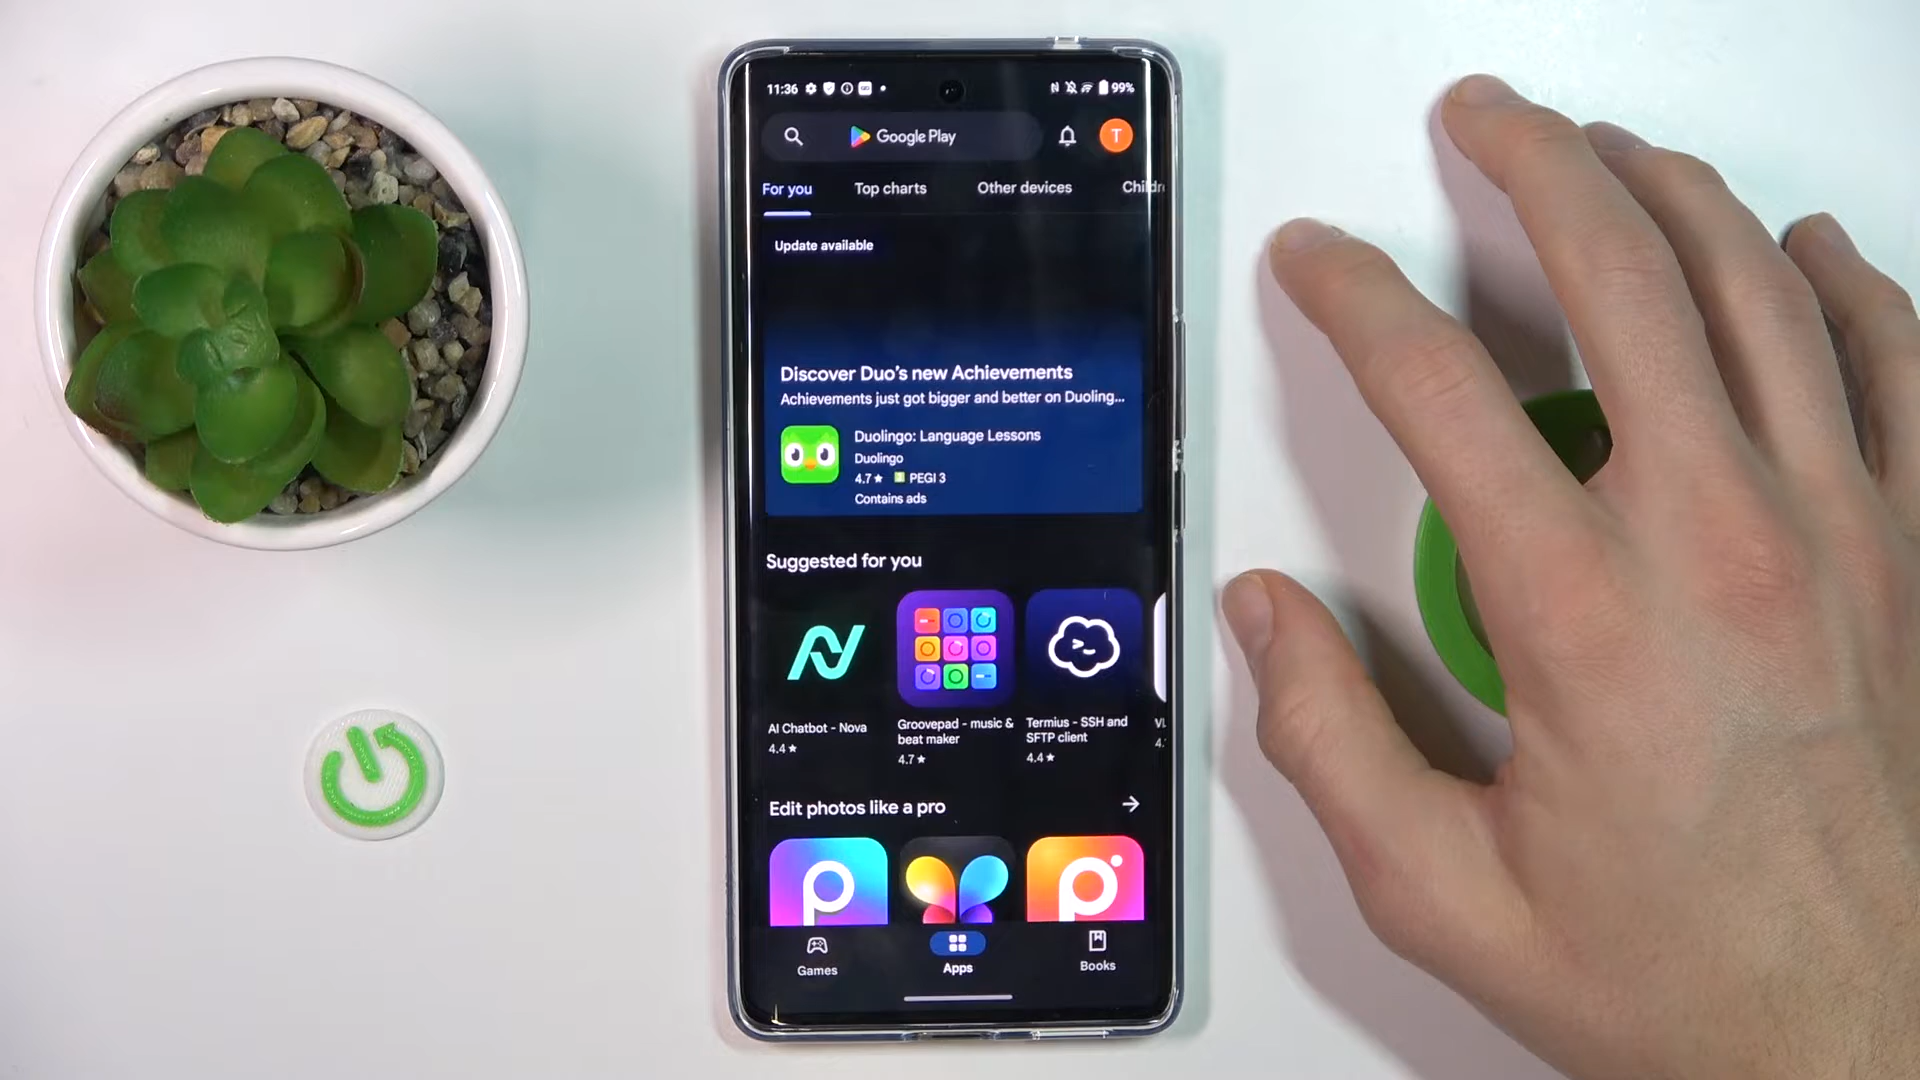 11:36
99%
Google Play
T
For you
Top charts
Other devices
Childr
Update available
Discover Duo's new Achievements
Achievements just got bigger and better on Duoling...
Duolingo: Language Lessons
Duolingo
4.7★ PEGI 3
Contains ads
Suggested for you
AI Chatbot - Nova
4.4★
Groovepad - music &
beat maker
4.7★
Termius - SSH and
SFTP client
4.4★
VL
4.
Edit photos like a pro
Games
Apps
Books